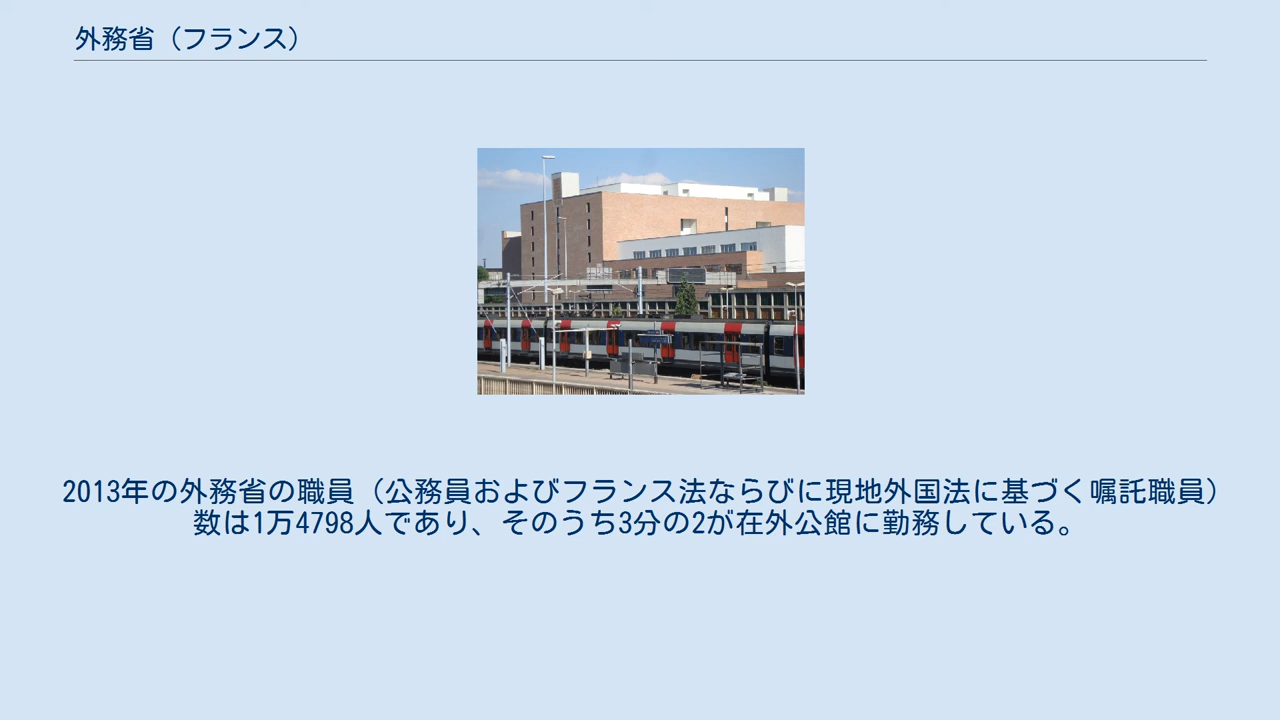 外務省（フランス）
2013年の外務省の職員（公務員およびフランス法ならびに現地外国法に基づく嘱託職員）
数は1万4798人であり、そのうち3分の2が在外公館に勤務している。